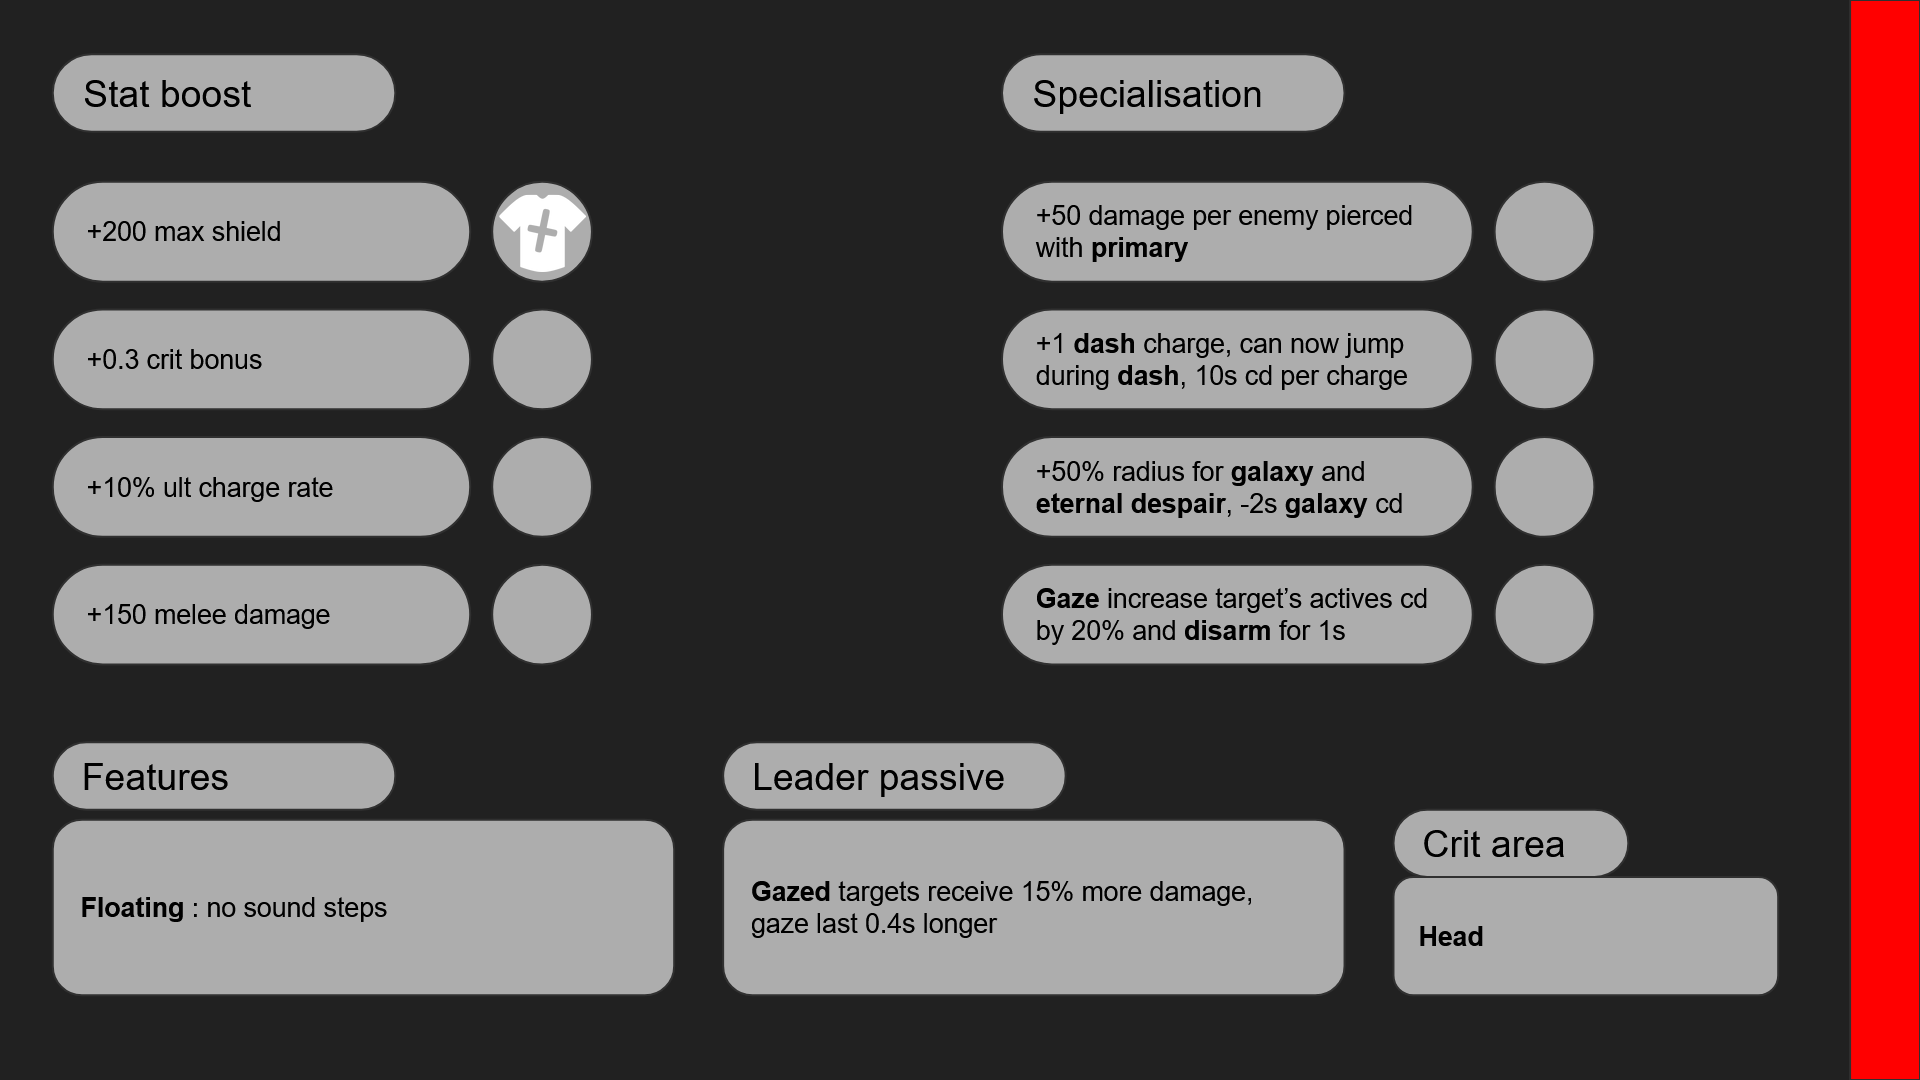 Stat boost
+200 max shield
+0.3 crit bonus
+10% ult charge rate
+150 melee damage
Specialisation
+50 damage per enemy pierced
with primary
+1 dash charge, can now jump
during dash, 10s cd per charge
+50% radius for galaxy and
eternal despair, -2s galaxy cd
Gaze increase target’s actives cd
by 20% and disarm for 1s
Features
Floating : no sound steps
Leader passive
Gazed targets receive 15% more damage,
gaze last 0.4s longer
Crit area
Head